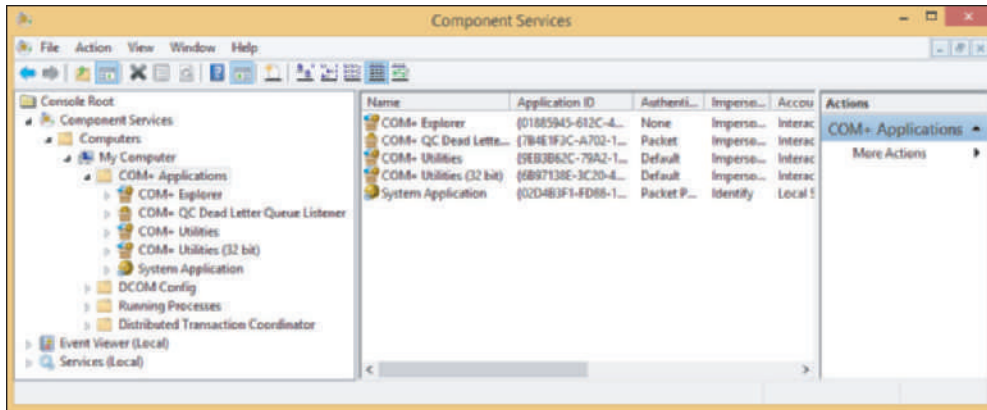 Component Services
File Action View Window Help
Console Root
Component Services
Computers
My Computer
COM+ Applications
COM+ Explorer
COM+ QC Dead Letter Queue Listener
COM+ Utilities
COM+ Utilities (32 bit)
System Application
DCOM Config
Running Processes
Distributed Transaction Coordinator
Event Viewer (Local)
Services (Local)
Name Application ID Authenti... Imperso... Accou
COM+ Explorer {01885945-612C-4... None Imperso... Interac
COM+ QC Dead Lette... {7B4E1F3C-A702-1... Packet Imperso... Interac
COM+ Utilities {9EB3B62C-79A2-1... Default Imperso... Interac
COM+ Utilities (32 bit) {6B97138E-3C20-4... Default Imperso... Interac
System Application {02D4B3F1-FD88-1... Packet P... Identify Local S
Actions
COM+ Applications
More Actions